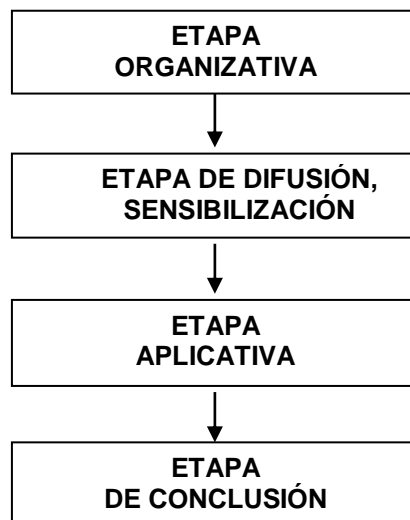 ETAPA
ORGANIZATIVA
ETAPA DE DIFUSIÓN,
SENSIBILIZACIÓN
ETAPA
APLICATIVA
ETAPA
DE CONCLUSIÓN